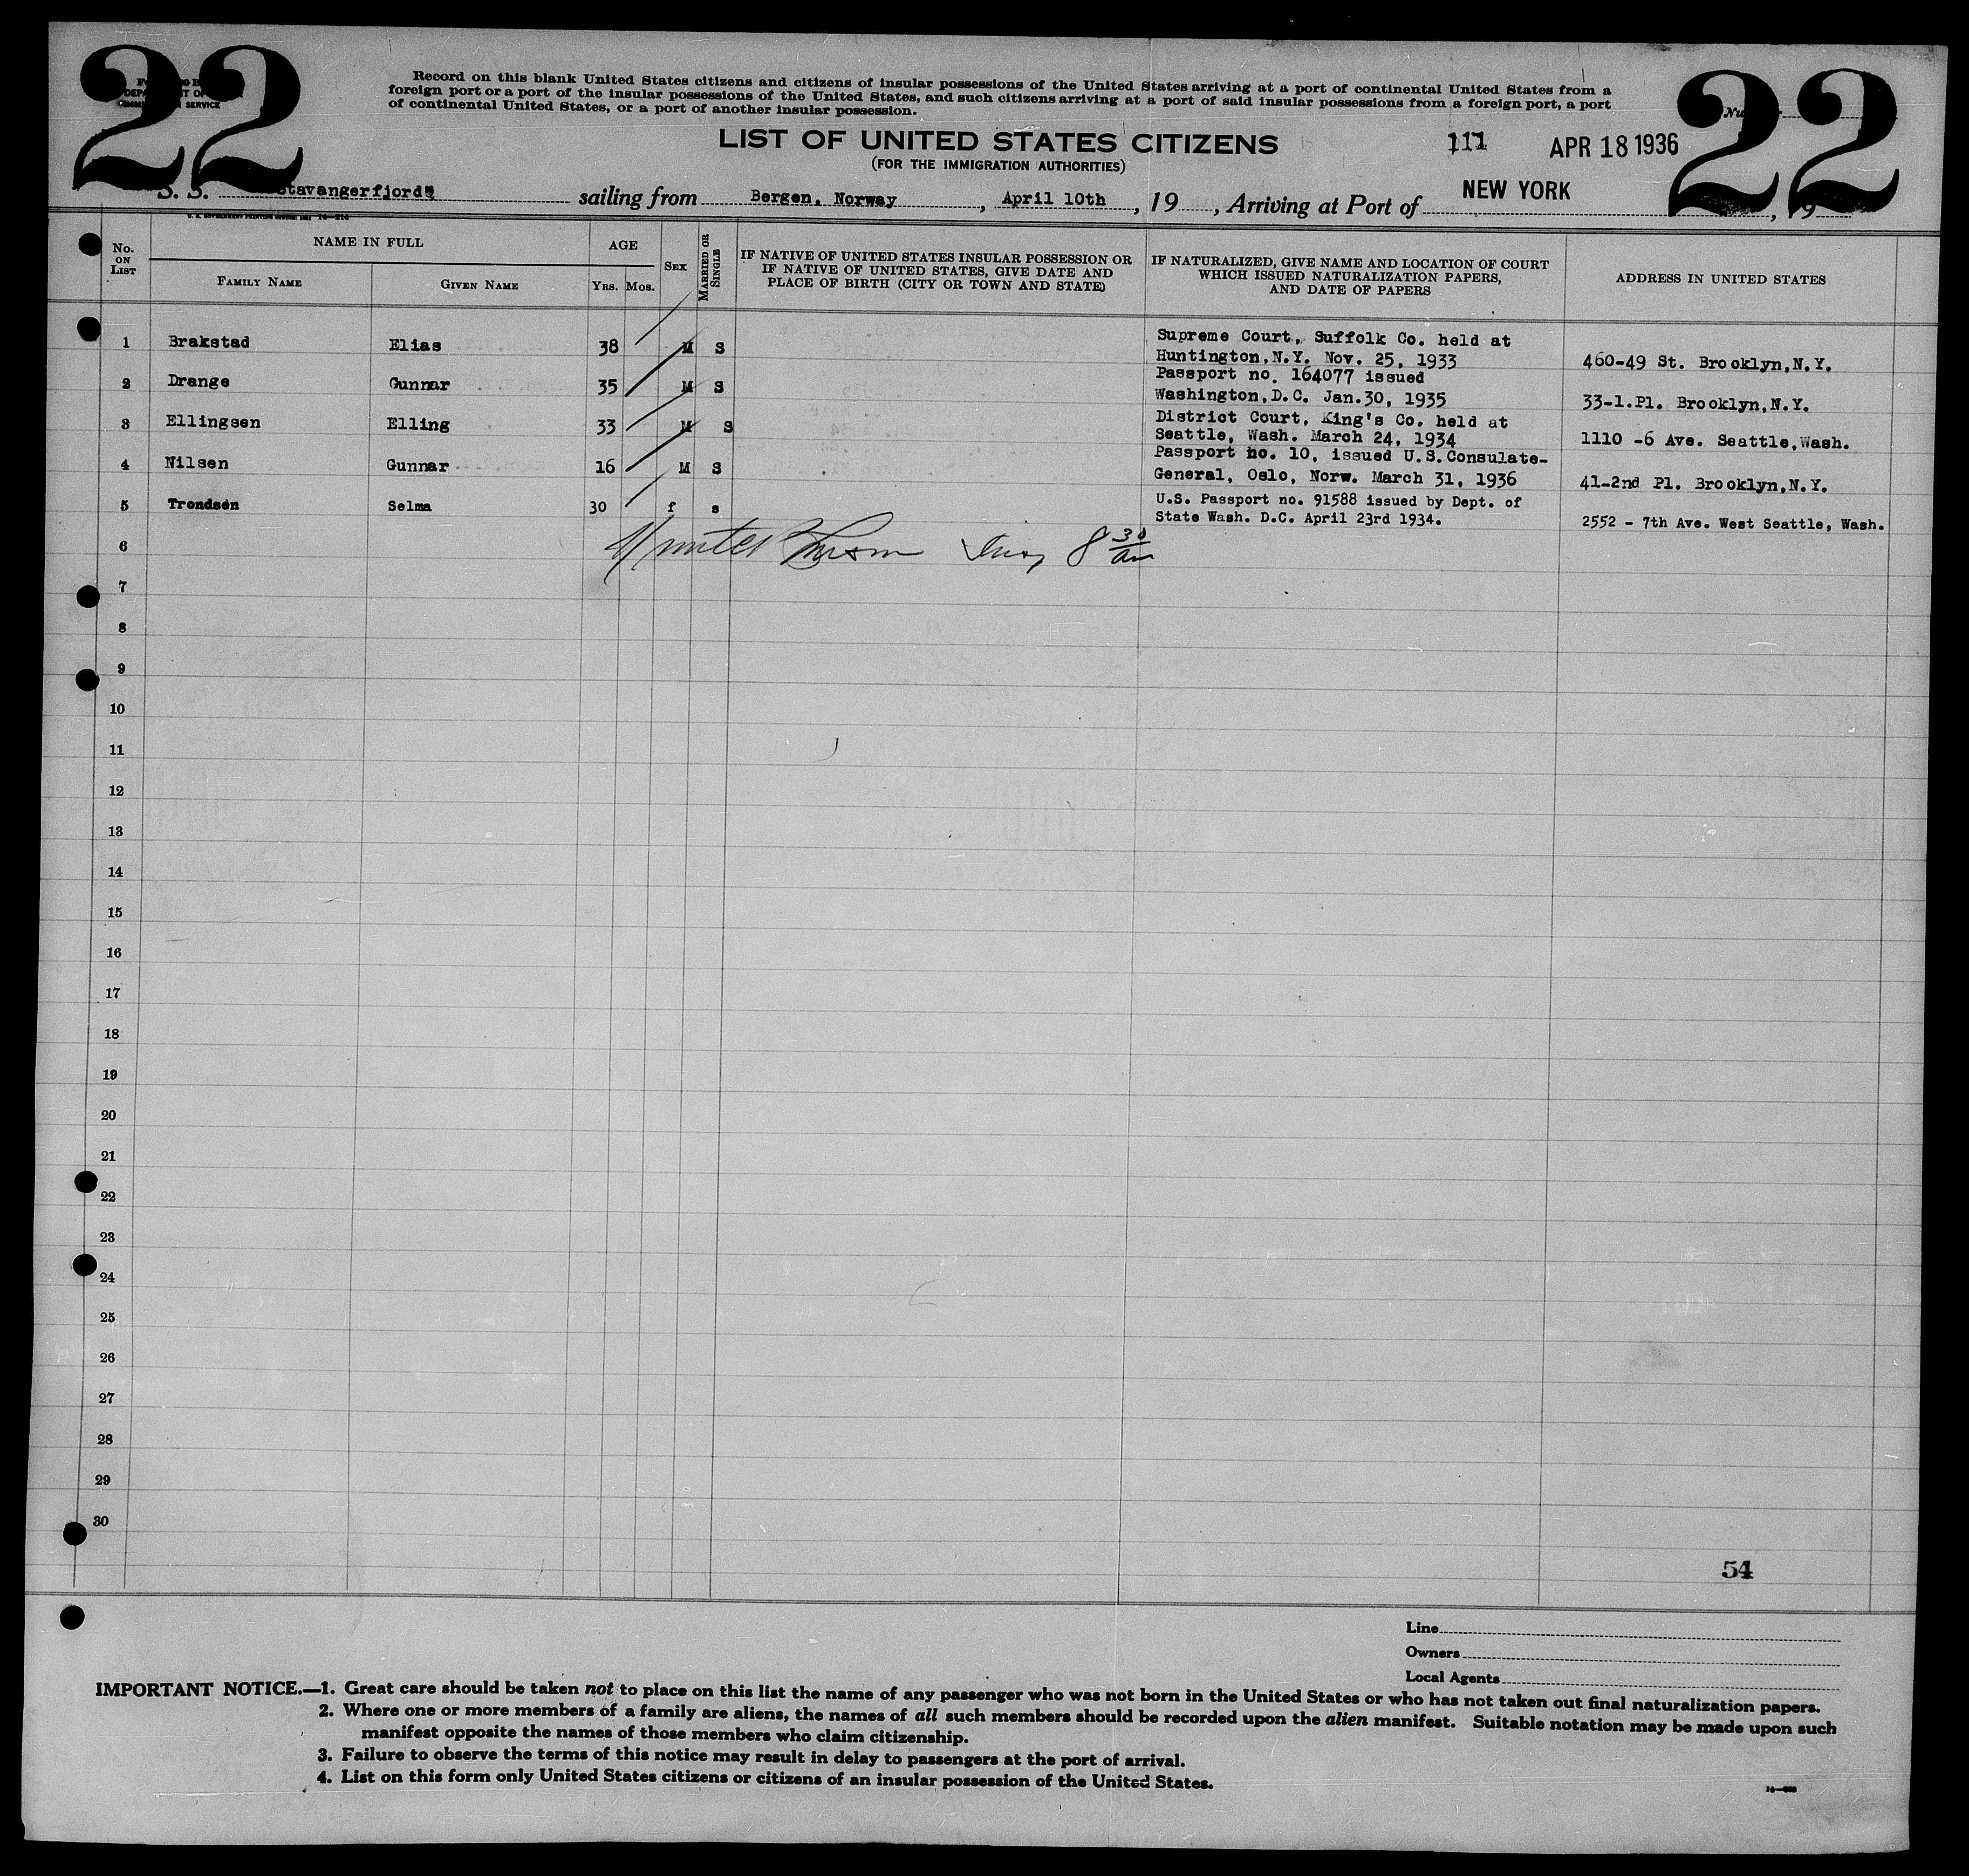 22
22
Record on this blank United States citizens and citizens of insular possessions of the United States arriving at a port of continental United States from a
foreign port or a port of the insular possessions of the United States, and such citizens arriving at a port of said insular possessions from a foreign port, a port
of continental United States, or a port of another insular possession.
LIST OF UNITED STATES CITIZENS
(FOR THE IMMIGRATION AUTHORITIES)
111 APR 18 1936
S. S. Stavangerfjord" sailing from Bergen, Norway, April 10th, 19 , Arriving at Port of NEW YORK , 19
No. ON LIST
NAME IN FULL
FAMILY NAME GIVEN NAME
AGE
YRS. MOS.
SEX
MARRIED OR SINGLE
IF NATIVE OF UNITED STATES INSULAR POSSESSION OR
IF NATIVE OF UNITED STATES, GIVE DATE AND
PLACE OF BIRTH (CITY OR TOWN AND STATE)
IF NATURALIZED, GIVE NAME AND LOCATION OF COURT
WHICH ISSUED NATURALIZATION PAPERS,
AND DATE OF PAPERS
ADDRESS IN UNITED STATES
1 Brakstad Elias 38 M S Supreme Court, Suffolk Co. held at
Huntington, N.Y. Nov. 25, 1933 460-49 St. Brooklyn, N.Y.
2 Drange Gunnar 35 M S Passport no. 164077 issued
Washington, D.C. Jan. 30, 1935 33-1.Pl. Brooklyn, N.Y.
3 Ellingsen Elling 33 M S District Court, King's Co. held at
Seattle, Wash. March 24, 1934 1110 -6 Ave. Seattle, Wash.
4 Nilsen Gunnar 16 M S Passport no. 10, issued U.S. Consulate-
General, Oslo, Norw. March 31, 1936 41-2nd Pl. Brooklyn, N.Y.
5 Trondsen Selma 30 f s U.S. Passport no. 91588 issued by Dept. of
State Wash. D.C. April 23rd 1934. 2552 - 7th Ave. West Seattle, Wash.
6
7
8
9
10
11
12
13
14
15
16
17
18
19
20
21
22
23
24
25
26
27
28
29
30
54
Line
Owners
Local Agents
IMPORTANT NOTICE.—1. Great care should be taken not to place on this list the name of any passenger who was not born in the United States or who has not taken out final naturalization papers.
2. Where one or more members of a family are aliens, the names of all such members should be recorded upon the alien manifest. Suitable notation may be made upon such
manifest opposite the names of those members who claim citizenship.
3. Failure to observe the terms of this notice may result in delay to passengers at the port of arrival.
4. List on this form only United States citizens or citizens of an insular possession of the United States.